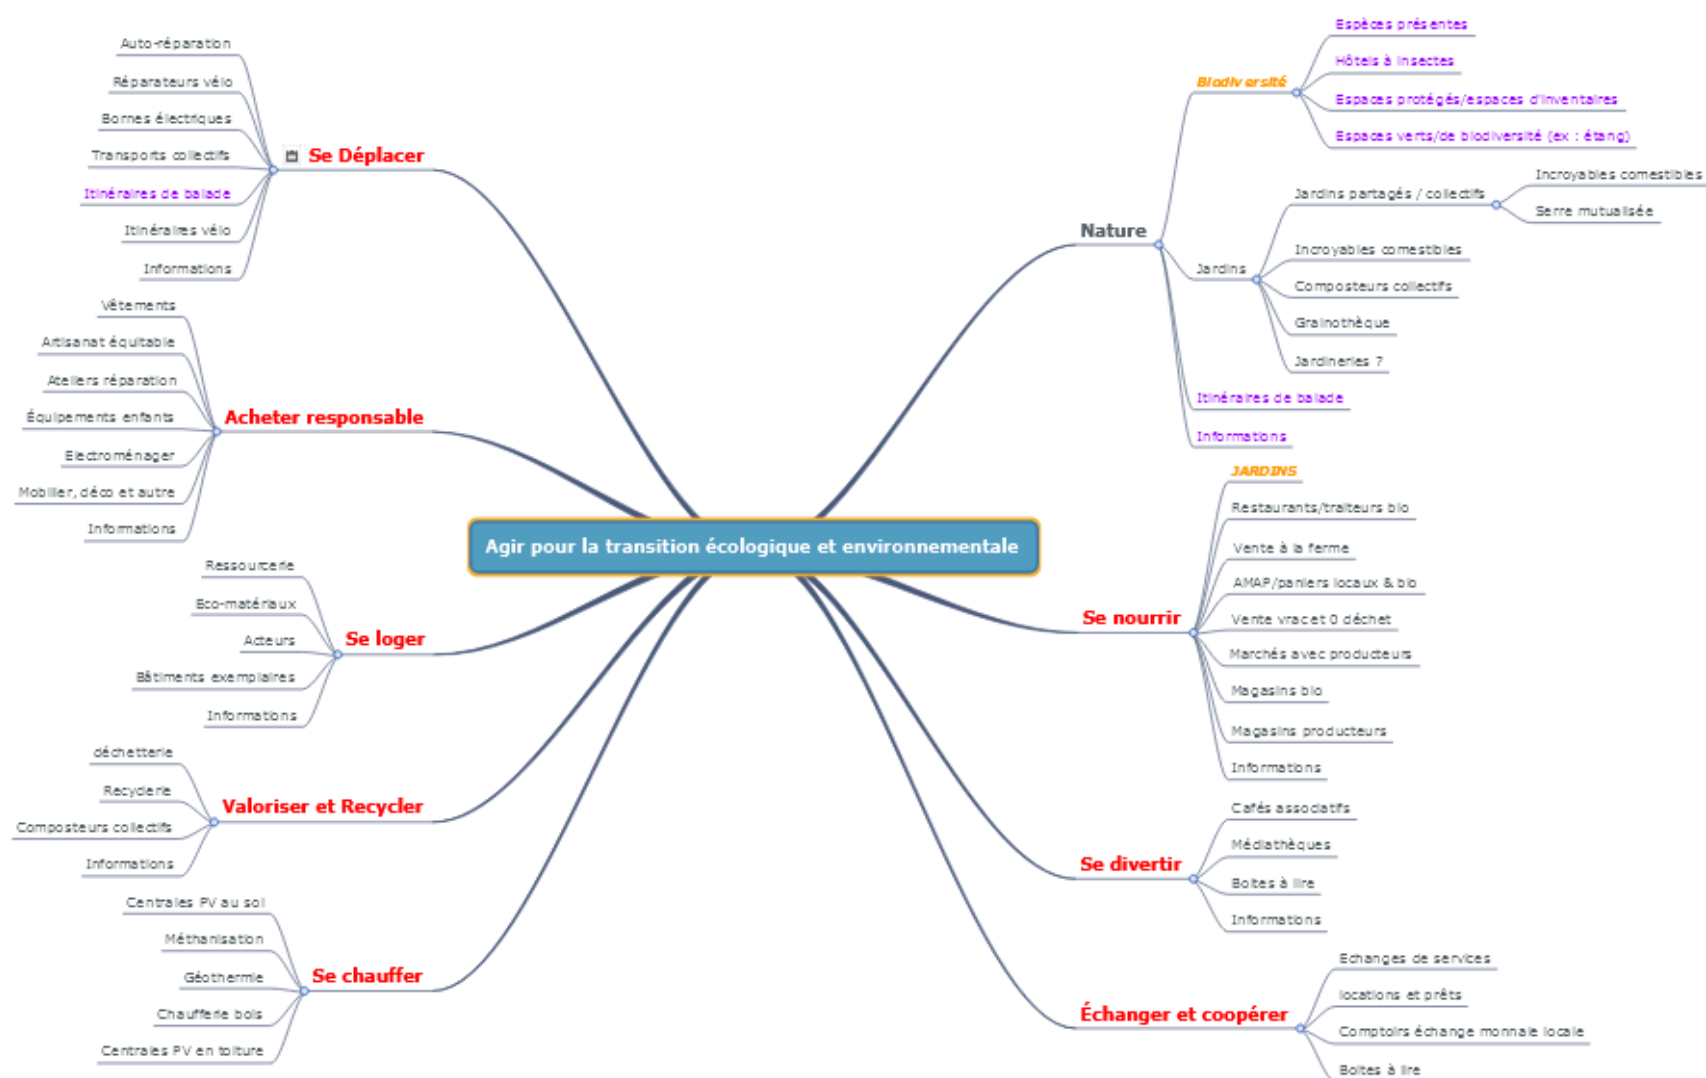 Agir pour la transition écologique et environnementale
Se Déplacer
Auto-réparation
Réparateurs vélo
Bornes électriques
Transports collectifs
Itinéraires de balade
Itinéraires vélo
Informations
Acheter responsable
Vêtements
Artisanat équitable
Ateliers réparation
Équipements enfants
Electroménager
Mobilier, déco et autre
Informations
Se loger
Ressourcerie
Eco-matériaux
Acteurs
Bâtiments exemplaires
Informations
Valoriser et Recycler
déchetterie
Recyclerie
Composteurs collectifs
Informations
Se chauffer
Centrales PV au sol
Méthanisation
Géothermie
Chaufferie bois
Centrales PV en toiture
Nature
Biodiversité
Espèces présentes
Hôtels à insectes
Espaces protégés/espaces d'inventaires
Espaces verts/de biodiversité (ex : étang)
Jardins
Jardins partagés / collectifs
Incroyables comestibles
Serre mutualisée
Incroyables comestibles
Composteurs collectifs
Grainothèque
Jardineries ?
Itinéraires de balade
Informations
Se nourrir
JARDINS
Restaurants/traiteurs bio
Vente à la ferme
AMAP/paniers locaux & bio
Vente vrac et 0 déchet
Marchés avec producteurs
Magasins bio
Magasins producteurs
Informations
Se divertir
Cafés associatifs
Médiathèques
Boites à lire
Informations
Échanger et coopérer
Echanges de services
locations et prêts
Comptoirs échange monnaie locale
Boites à lire